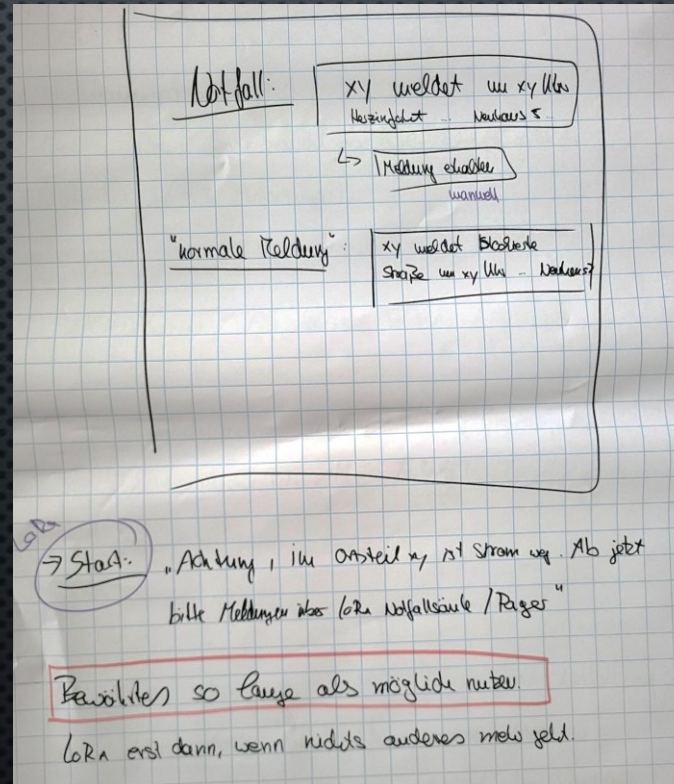 Notfall:
xy meldet um xy Uhr
Herzinfarkt ... Neuhaus 5
↳ Meldung erhalten
manuell
"normale Meldung":
xy meldet blockierte
Straße um xy Uhr ... Neuhaus 7
LoRa
→ Start: „Achtung, im Ortsteil xy ist Strom weg. Ab jetzt
bitte Meldungen über LoRa Notfallsäule / Pager"
Bewährtes so lange als möglich nutzen.
LoRa erst dann, wenn nichts anderes mehr geht.